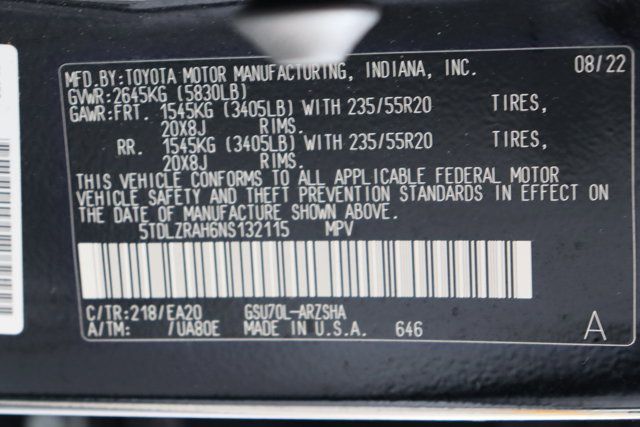 MFD.BY:TOYOTA MOTOR MANUFACTURING, INDIANA, INC. 08/22
GVWR:2645KG (5830LB)
GAWR:FRT. 1545KG (3405LB) WITH 235/55R20 TIRES,
20X8J RIMS.
RR. 1545KG (3405LB) WITH 235/55R20 TIRES,
20X8J RIMS.
THIS VEHICLE CONFORMS TO ALL APPLICABLE FEDERAL MOTOR
VEHICLE SAFETY AND THEFT PREVENTION STANDARDS IN EFFECT ON
THE DATE OF MANUFACTURE SHOWN ABOVE.
5TDLZRAH6NS132115 MPV
C/TR:218/EA20 GSU70L-ARZSHA
A/TM: /UA80E MADE IN U.S.A. 646 A